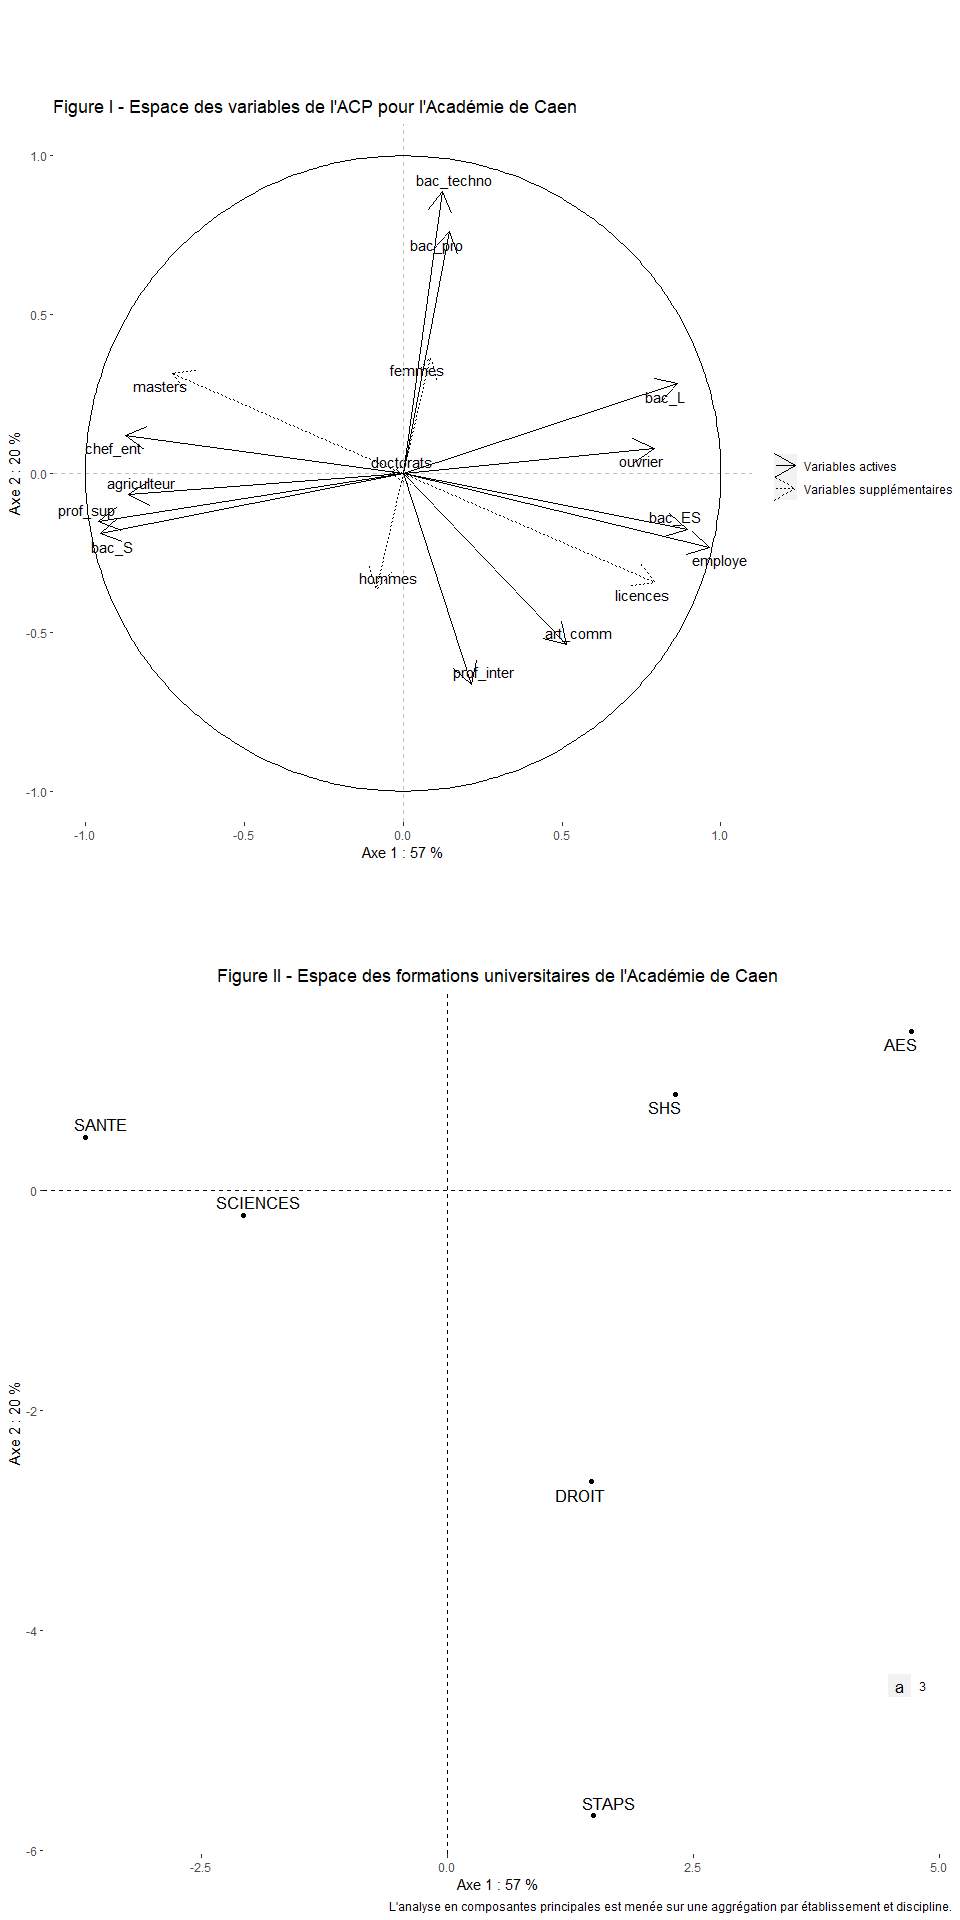 Figure I - Espace des variables de l'ACP pour l'Académie de Caen
1.0
bac_techno
bac_pro
0.5
femmes
masters
bac_L
chef_ent
doctorats
ouvrier
Variables actives
0.0
agriculteur
Variables supplémentaires
prof_sup
bac_ES
bac_S
employe
hommes
licences
-0.5
art_comm
prof_inter
-1.0
Axe 2 : 20 %
-1.0 -0.5 0.0 0.5 1.0
Axe 1 : 57 %
Figure II - Espace des formations universitaires de l'Académie de Caen
AES
SHS
SANTE
0
SCIENCES
-2
Axe 2 : 20 %
DROIT
-4
a 3
STAPS
-6
-2.5 0.0 2.5 5.0
Axe 1 : 57 %
L'analyse en composantes principales est menée sur une aggrégation par établissement et discipline.